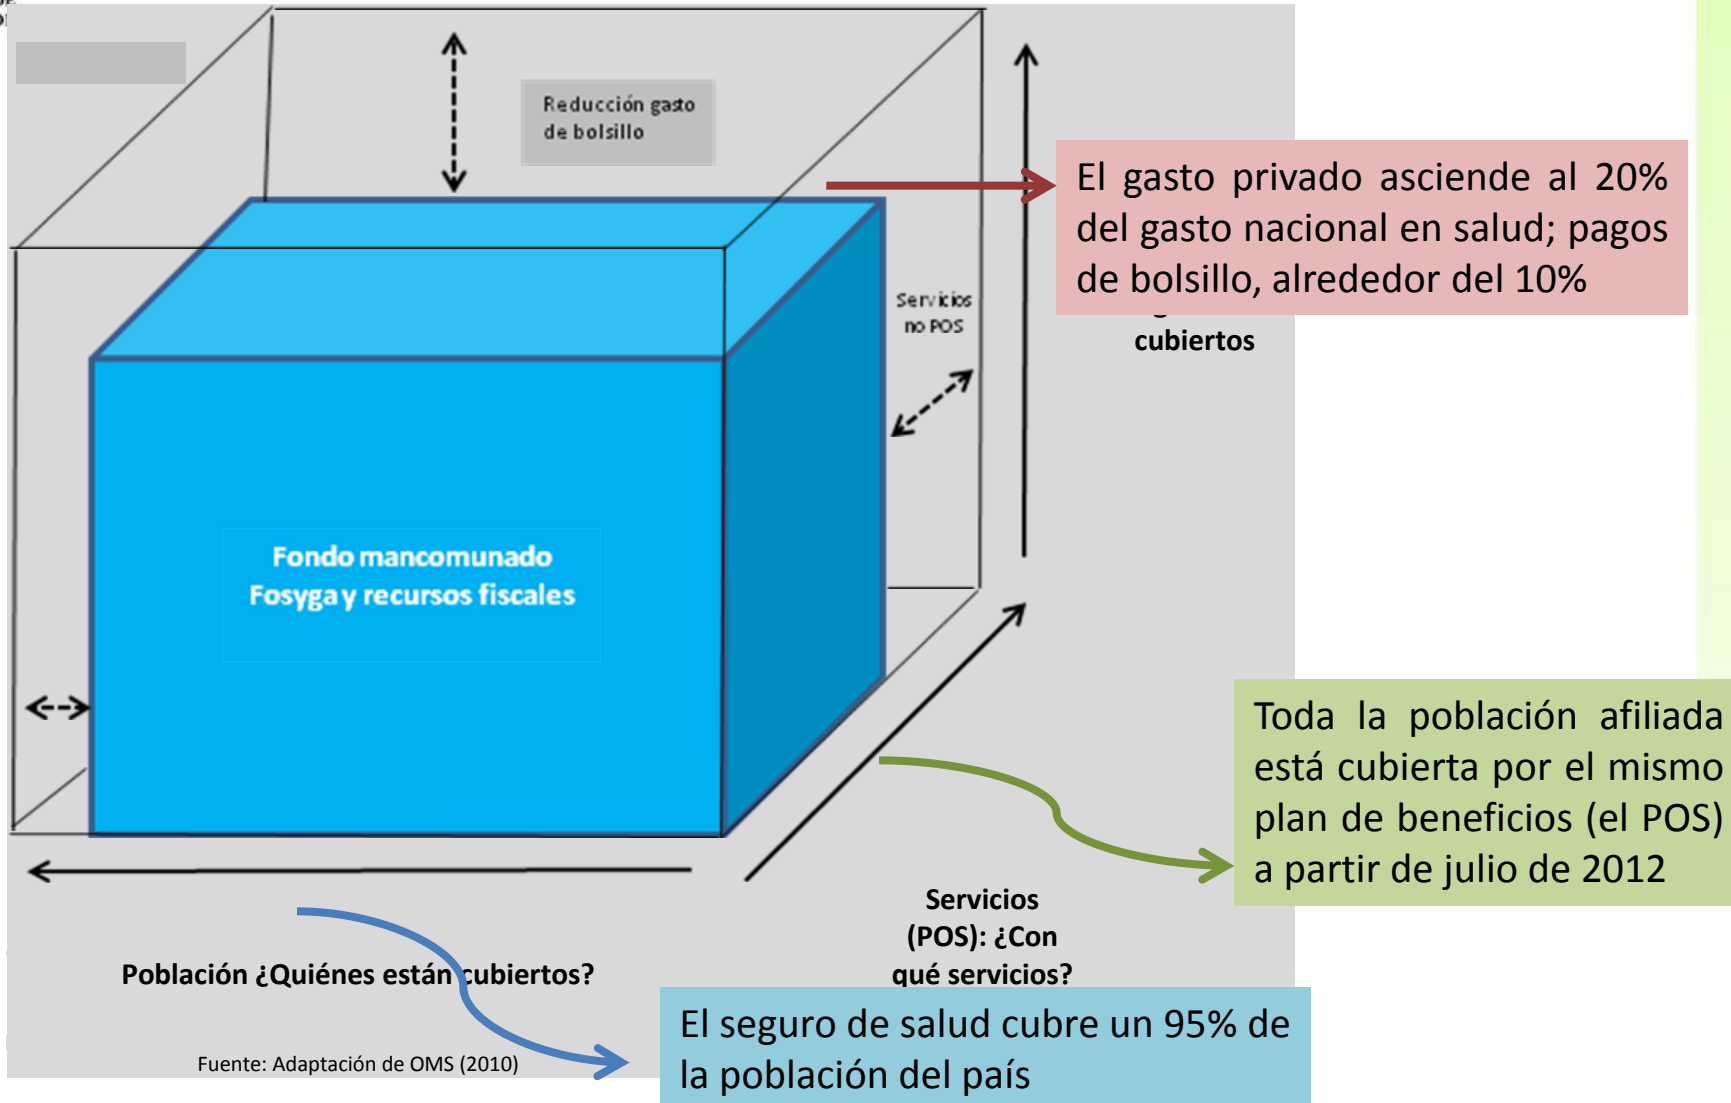 Reducción gasto
de bolsillo
El gasto privado asciende al 20%
del gasto nacional en salud; pagos
de bolsillo, alrededor del 10%
cubiertos
Servicios
no POS
Fondo mancomunado
Fosyga y recursos fiscales
Toda la población afiliada
está cubierta por el mismo
plan de beneficios (el POS)
a partir de julio de 2012
Servicios
(POS): ¿Con
qué servicios?
Población ¿Quiénes están cubiertos?
El seguro de salud cubre un 95% de
la población del país
Fuente: Adaptación de OMS (2010)